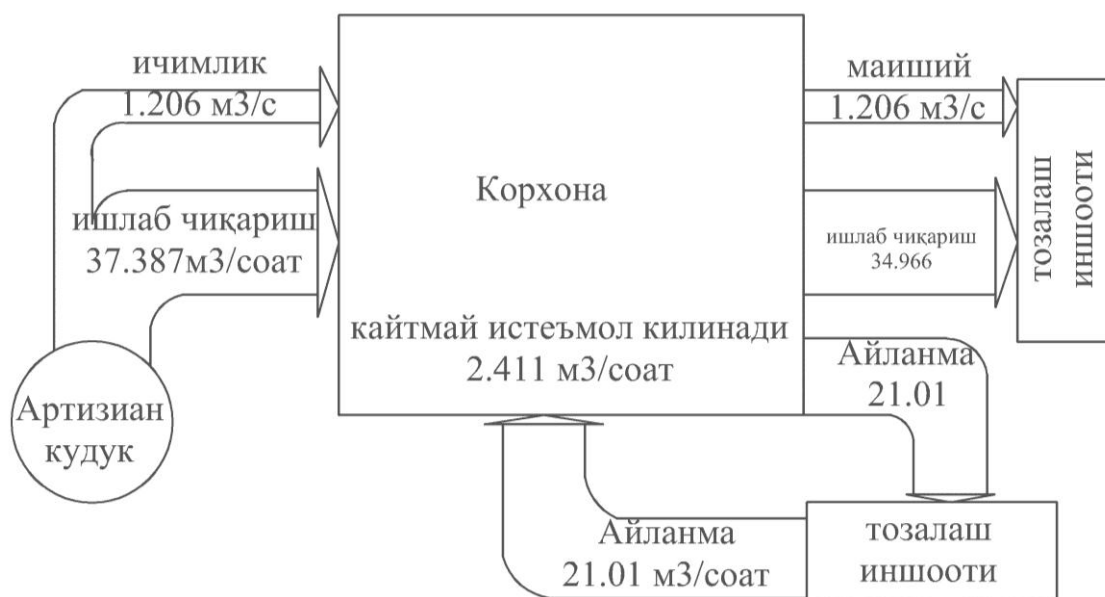 ичимлик
1.206 м3/с
ишлаб чиқариш
37.387м3/соат
Артизиан
кудук
Корхона
кайтмай истеъмол килинади
2.411 м3/соат
маиший
1.206 м3/с
ишлаб чиқариш
34.966
тозалаш
иншооти
Айланма
21.01
Айланма
21.01 м3/соат
тозалаш
иншооти